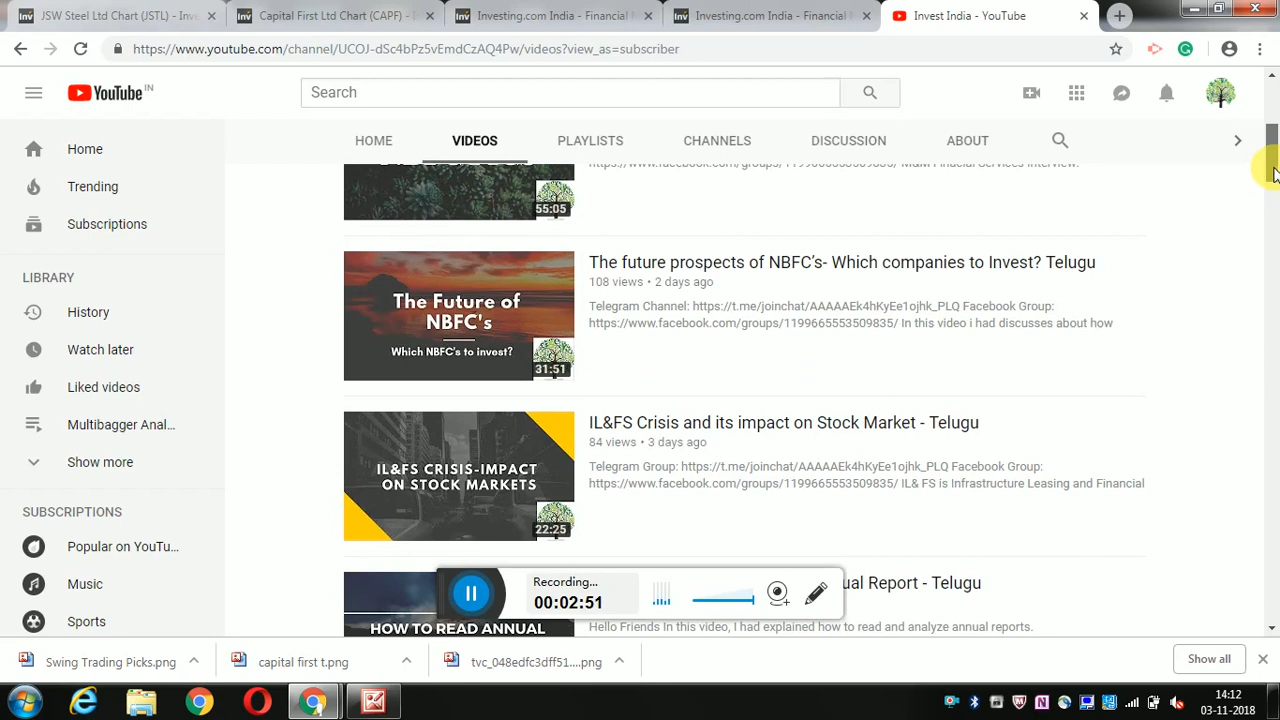 JSW Steel Ltd Chart (JSTL) - Inv
Capital First Ltd Chart (CAPF) - 
Investing.com India - Financial
Investing.com India - Financial
Invest India - YouTube
https://www.youtube.com/channel/UCOJ-dSc4bPz5vEmdCzAQ4Pw/videos?view_as=subscriber
YouTube IN
Search
HOME
VIDEOS
PLAYLISTS
CHANNELS
DISCUSSION
ABOUT
Home
Trending
Subscriptions
LIBRARY
History
Watch later
Liked videos
Multibagger Anal...
Show more
SUBSCRIPTIONS
Popular on YouTu...
Music
Sports
https://www.facebook.com/groups/1199665553509835/ M&M Finacial Services Interview.
55:05
The Future of
NBFC's
Which NBFC's to invest?
31:51
The future prospects of NBFC's- Which companies to Invest? Telugu
108 views • 2 days ago
Telegram Channel: https://t.me/joinchat/AAAAAEk4hKyEe1ojhk_PLQ Facebook Group:
https://www.facebook.com/groups/1199665553509835/ In this video i had discusses about how
IL&FS CRISIS-IMPACT
ON STOCK MARKETS
22:25
IL&FS Crisis and its impact on Stock Market - Telugu
84 views • 3 days ago
Telegram Group: https://t.me/joinchat/AAAAAEk4hKyEe1ojhk_PLQ Facebook Group:
https://www.facebook.com/groups/1199665553509835/ IL& FS is Infrastructure Leasing and Financial
HOW TO READ ANNUAL
ual Report - Telugu
Hello Friends In this video, I had explained how to read and analyze annual reports.
Recording...
00:02:51
Swing Trading Picks.png
capital first t.png
tvc_048edfc3dff51....png
Show all
14:12
03-11-2018